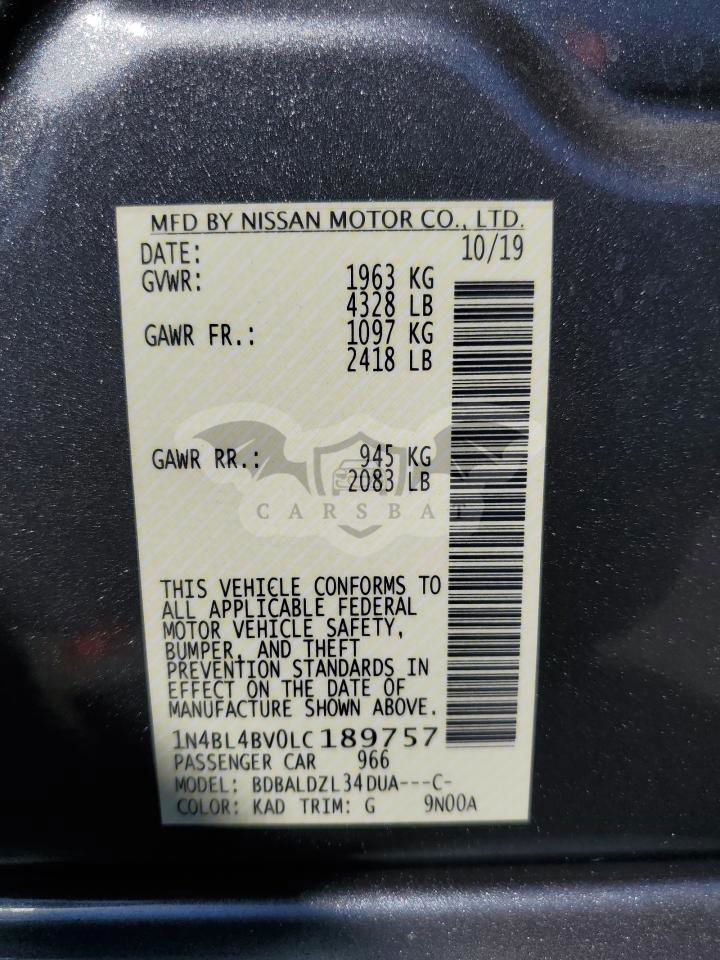 MFD BY NISSAN MOTOR CO., LTD.
DATE: 10/19
GVWR: 1963 KG
4328 LB
GAWR FR.: 1097 KG
2418 LB
GAWR RR.: 945 KG
2083 LB
CARSBAT
THIS VEHICLE CONFORMS TO
ALL APPLICABLE FEDERAL
MOTOR VEHICLE SAFETY,
BUMPER, AND THEFT
PREVENTION STANDARDS IN
EFFECT ON THE DATE OF
MANUFACTURE SHOWN ABOVE.
1N4BL4BV0LC189757
PASSENGER CAR 966
MODEL: BDBALDZL34DUA---C-
COLOR: KAD TRIM: G 9N00A